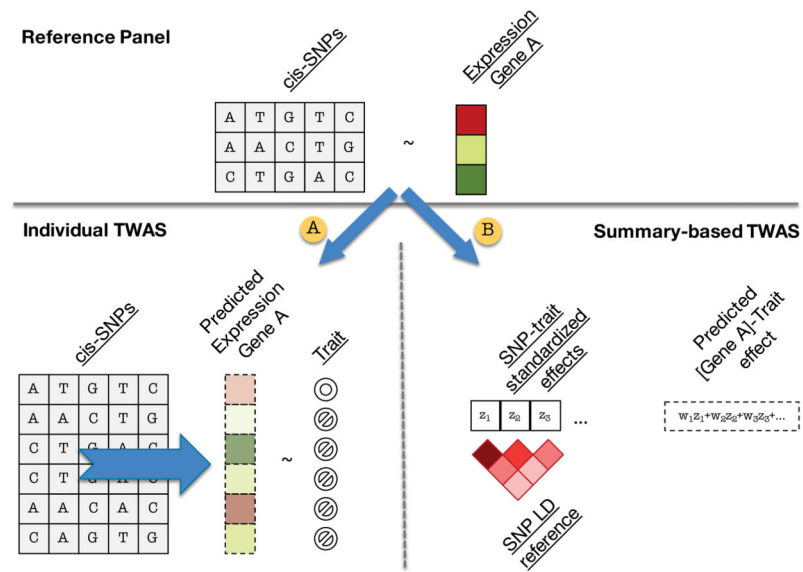 Reference Panel
cis-SNPs
Expression
Gene A
A T G T C
A A C T G
C T G A C
~
Individual TWAS
A
B
Summary-based TWAS
cis-SNPs
Predicted
Expression
Gene A
Trait
A T G T C
A A C T G
C T G A C
C T G A C
A A C A C
C A G T G
~
SNP-trait
standardized
effects
z1 z2 z3 ...
SNP LD
reference
Predicted
[Gene A]-Trait
effect
w1z1+w2z2+w3z3+...